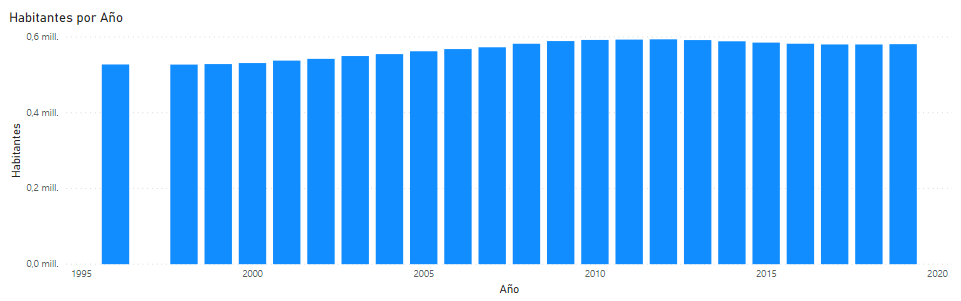 Habitantes por Año
0,6 mill.
0,4 mill.
0,2 mill.
0,0 mill.
Habitantes
1995 2000 2005 2010 2015 2020
Año